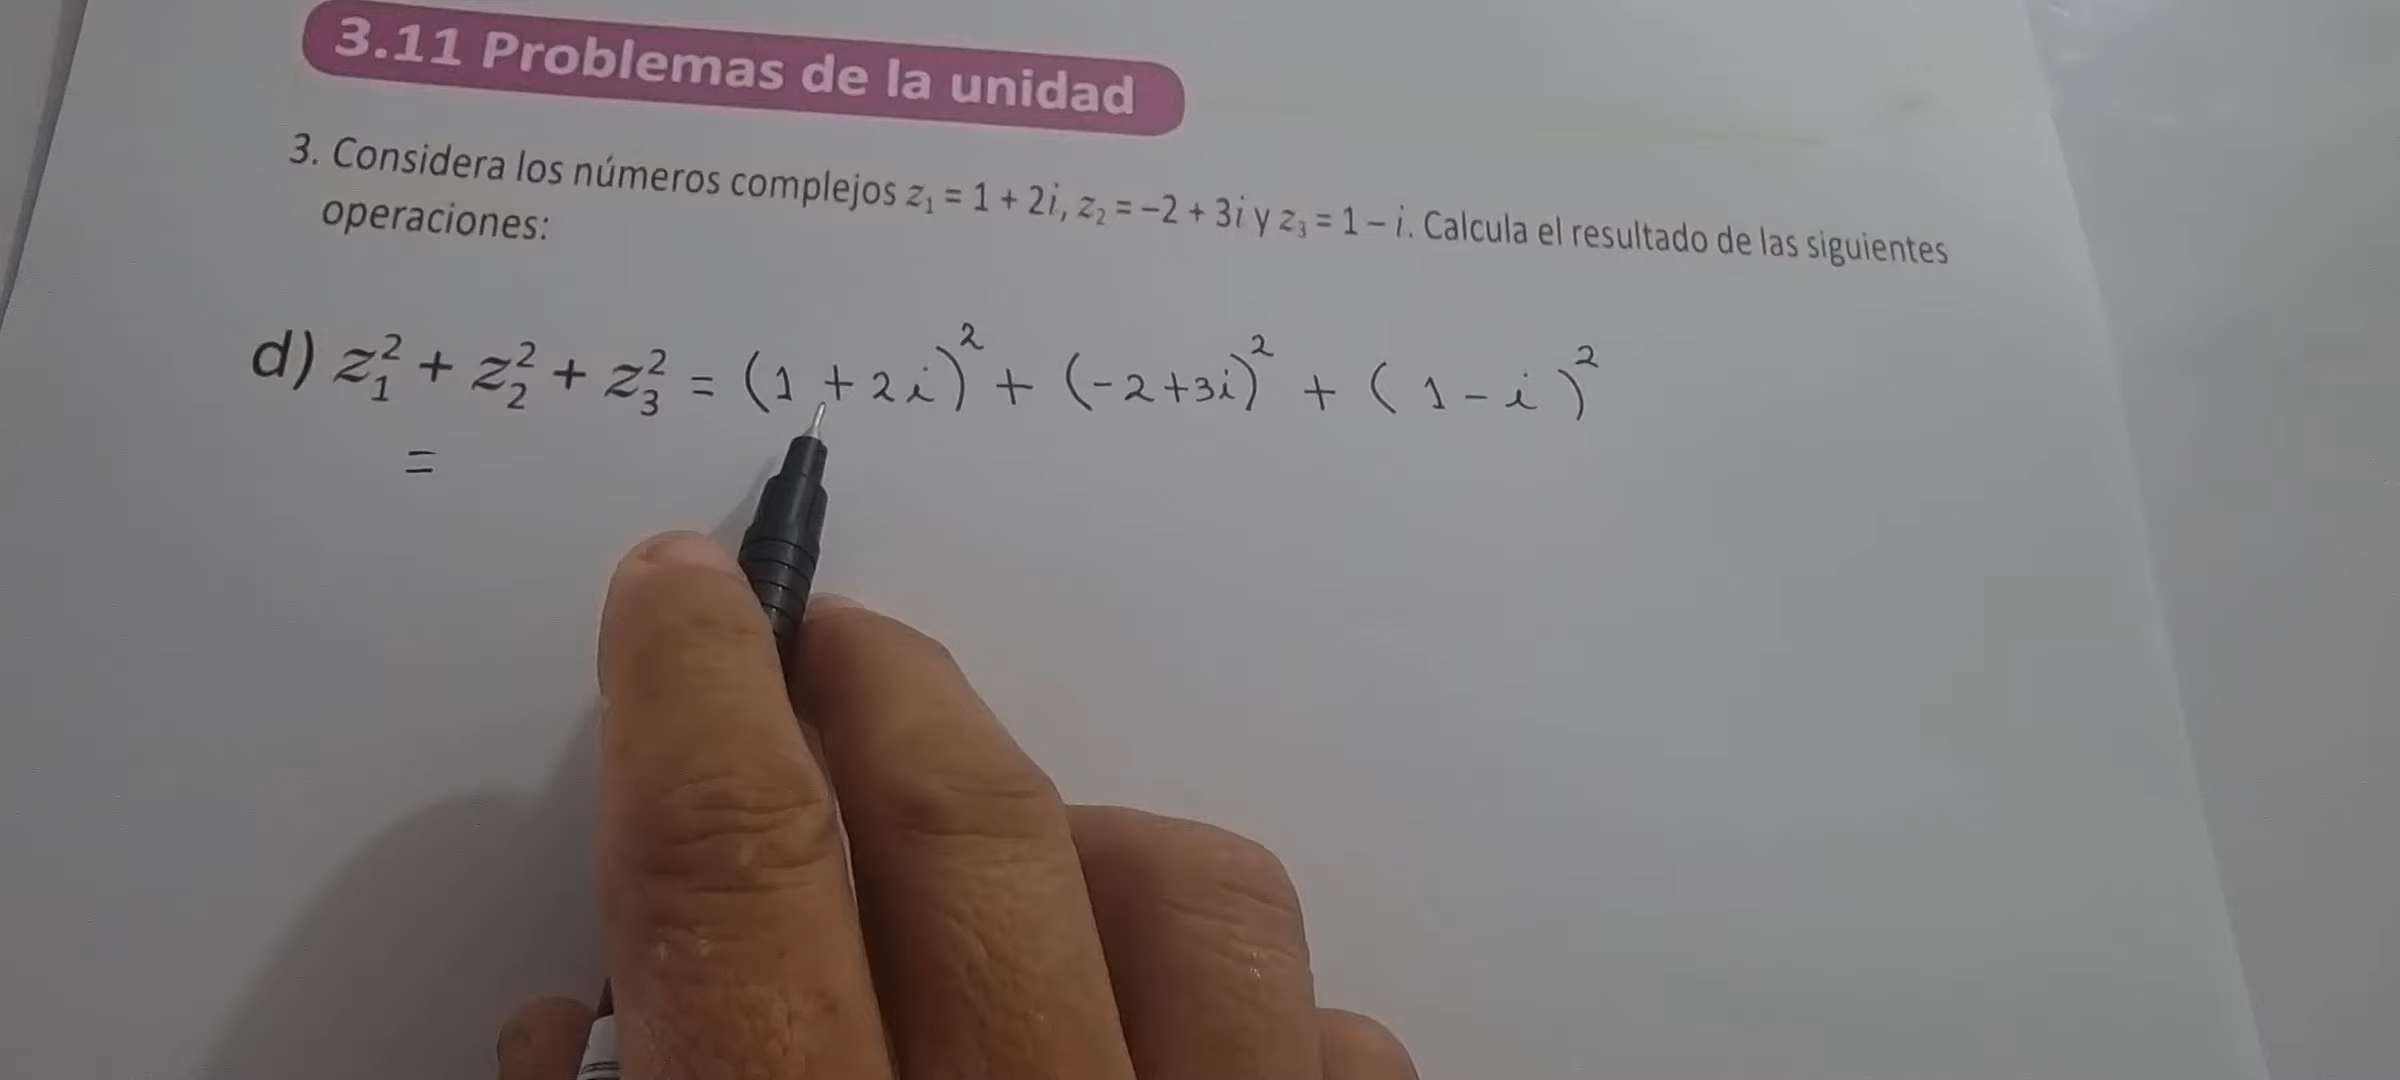 3.11 Problemas de la unidad
3. Considera los números complejos z₁ = 1 + 2i, z₂ = −2 + 3i y z₃ = 1 − i. Calcula el resultado de las siguientes
operaciones:
d) z₁² + z₂² + z₃² = (1 + 2i)² + (-2+3i)² + (1 - i)²
=